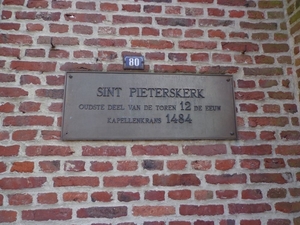 80
SINT PIETERSKERK
OUDSTE DEEL VAN DE TOREN 12 DE EEUW
KAPELLENKRANS 1484